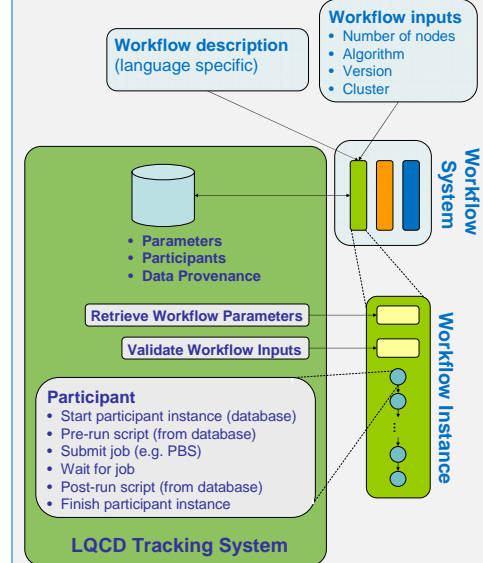 Workflow inputs
• Number of nodes
• Algorithm
• Version
• Cluster
Workflow description
(language specific)
Workflow
System
• Parameters
• Participants
• Data Provenance
Retrieve Workflow Parameters
Validate Workflow Inputs
Workflow Instance
...
Participant
• Start participant instance (database)
• Pre-run script (from database)
• Submit job (e.g. PBS)
• Wait for job
• Post-run script (from database)
• Finish participant instance
LQCD Tracking System